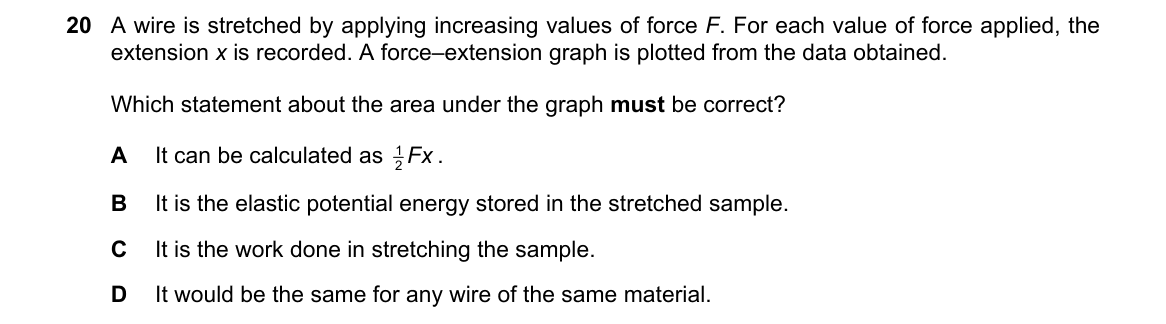 20 A wire is stretched by applying increasing values of force F. For each value of force applied, the
extension x is recorded. A force–extension graph is plotted from the data obtained.
Which statement about the area under the graph must be correct?
A It can be calculated as ½Fx.
B It is the elastic potential energy stored in the stretched sample.
C It is the work done in stretching the sample.
D It would be the same for any wire of the same material.